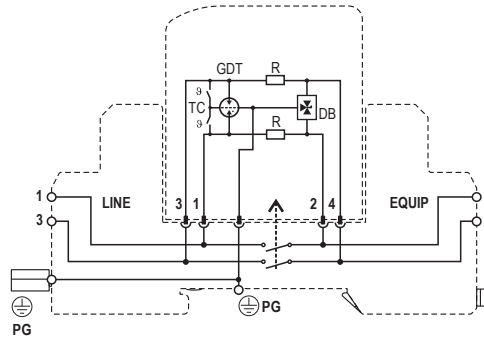 GDT R
ϑ
TC
ϑ R DB
1 LINE 3 1 2 4 EQUIP
3
PG
PG